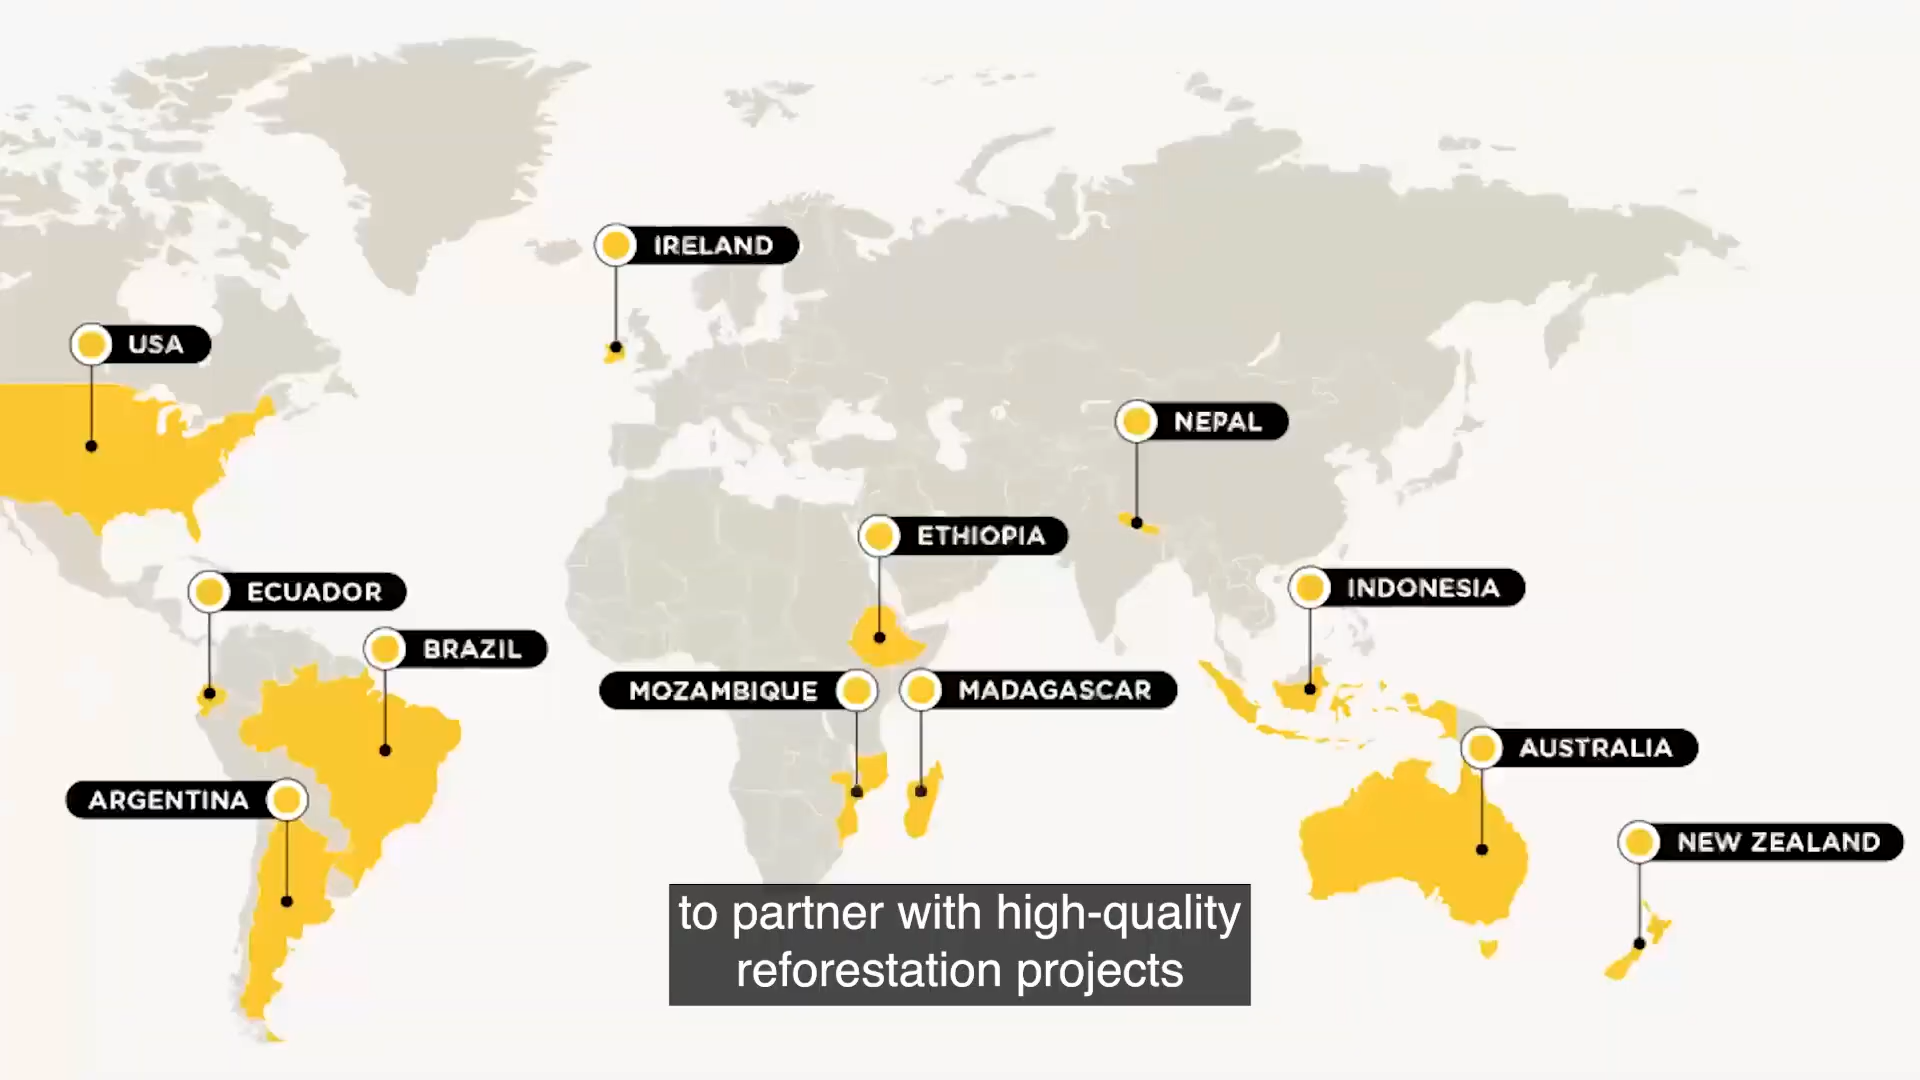 IRELAND
USA
NEPAL
ETHIOPIA
INDONESIA
ECUADOR
BRAZIL
MOZAMBIQUE
MADAGASCAR
AUSTRALIA
ARGENTINA
NEW ZEALAND
to partner with high-quality
reforestation projects